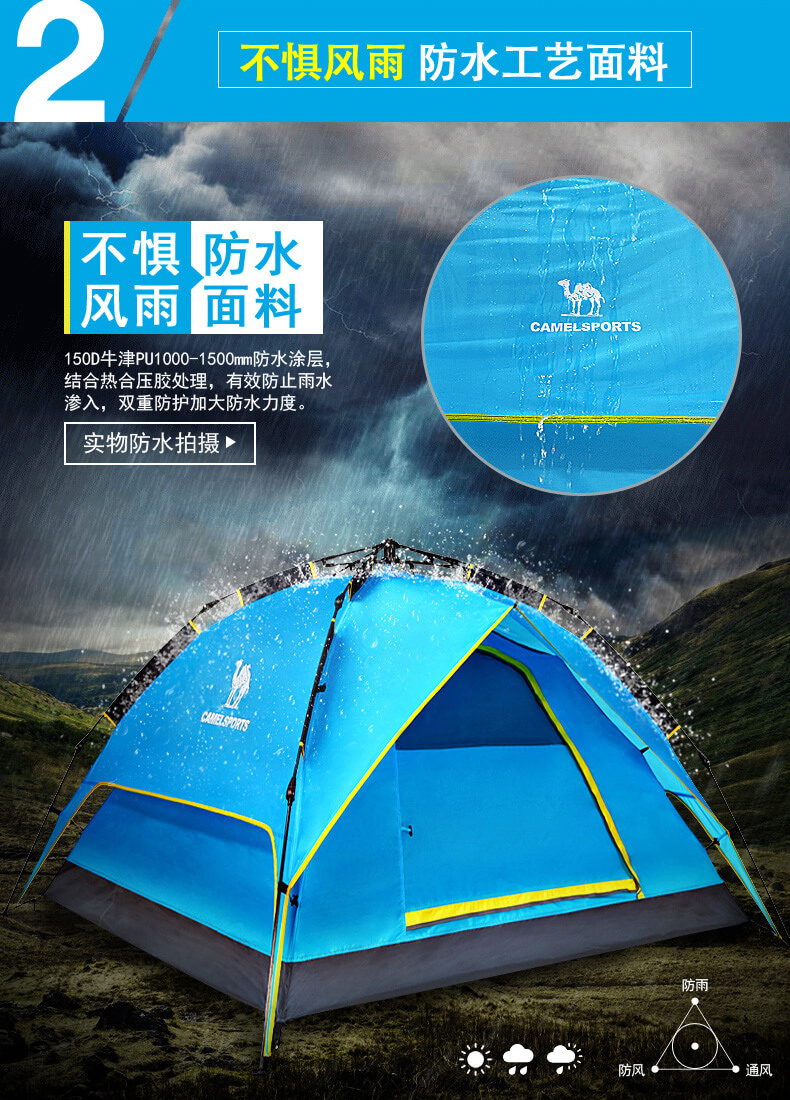 2
不惧风雨 防水工艺面料
不惧 防水
风雨 面料
150D牛津PU1000-1500mm防水涂层，
结合热合压胶处理，有效防止雨水
渗入，双重防护加大防水力度。
实物防水拍摄
CAMELSPORTS
CAMELSPORTS
防雨
防风 通风